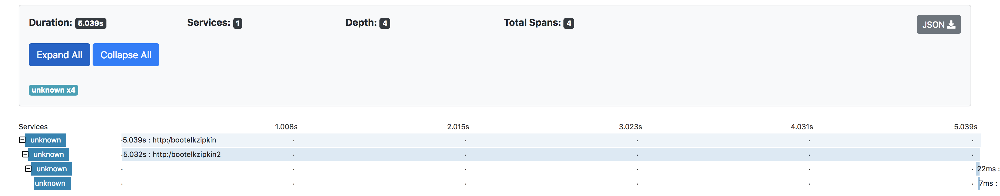 Duration: 5.039s Services: 1 Depth: 4 Total Spans: 4 JSON
Expand All Collapse All
unknown x4
Services 1.008s 2.015s 3.023s 4.031s 5.039s
unknown 5.039s : http:/bootelkzipkin
unknown 5.032s : http:/bootelkzipkin2
unknown 22ms :
unknown 7ms :